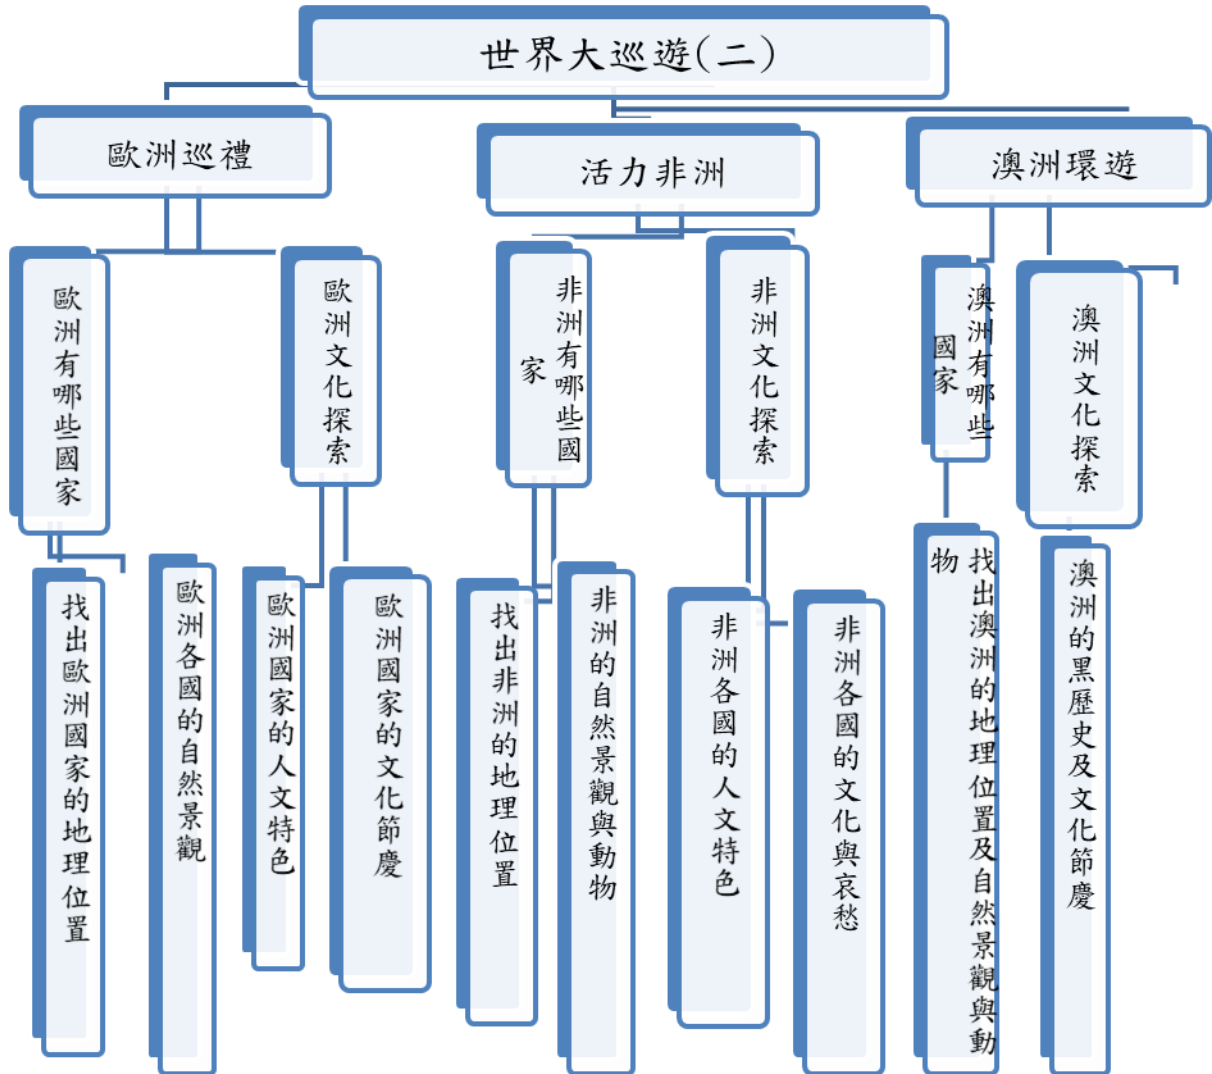 世界大巡遊(二)
歐洲巡禮
活力非洲
澳洲環遊
歐洲有哪些國家
歐洲文化探索
非洲有哪些國
家
非洲文化探索
澳洲有哪些
國家
澳洲文化探索
找出歐洲國家的地理位置
歐洲各國的自然景觀
歐洲國家的人文特色
歐洲國家的文化節慶
找出非洲的地理位置
非洲的自然景觀與動物
非洲各國的人文特色
非洲各國的文化與哀愁
找出澳洲的地理位置及自然景觀與動
物
澳洲的黑歷史及文化節慶